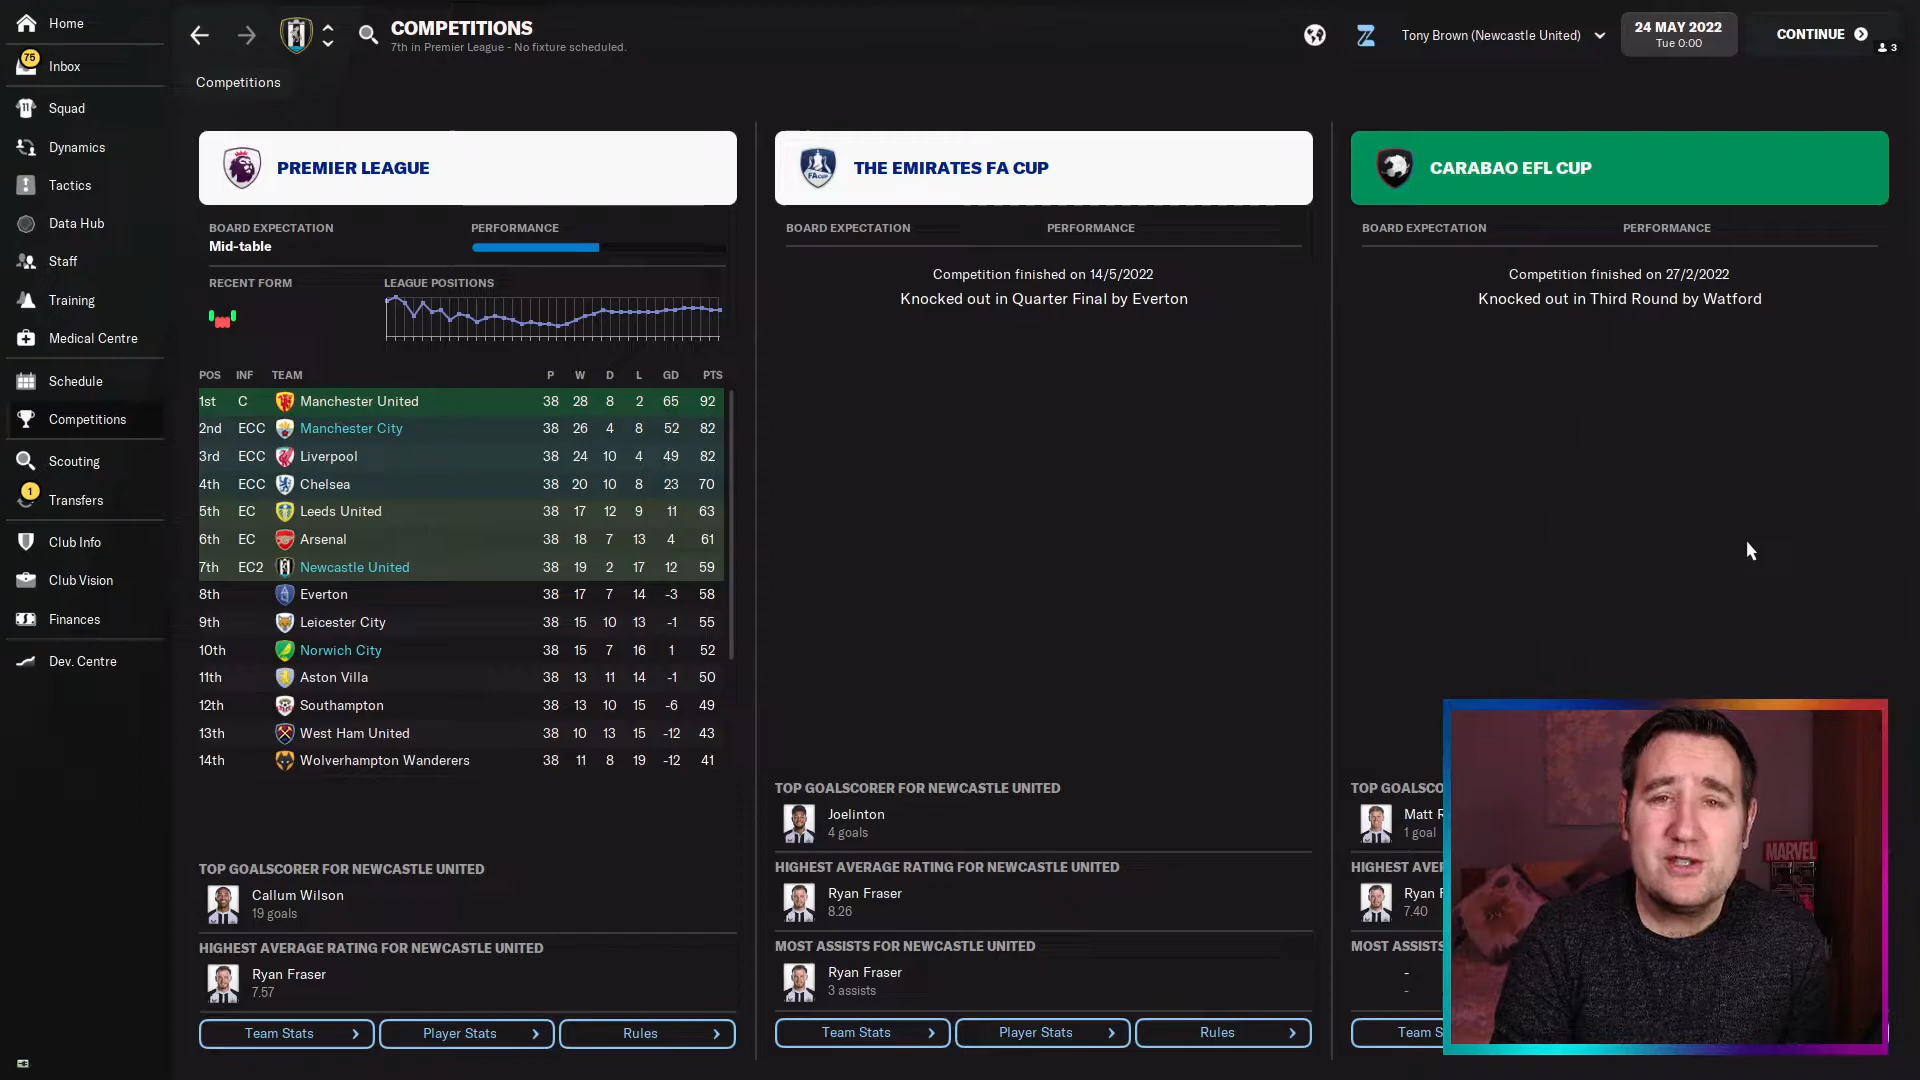 Home
75
Inbox
Squad
Dynamics
Tactics
Data Hub
Staff
Training
Medical Centre
Schedule
Competitions
Scouting
1
Transfers
Club Info
Club Vision
Finances
Dev. Centre
COMPETITIONS
7th in Premier League - No fixture scheduled.
Tony Brown (Newcastle United)
24 MAY 2022
Tue 0:00
CONTINUE
3
Competitions
PREMIER LEAGUE
BOARD EXPECTATION PERFORMANCE
Mid-table
RECENT FORM LEAGUE POSITIONS
POS INF TEAM P W D L GD PTS
1st C Manchester United 38 28 8 2 65 92
2nd ECC Manchester City 38 26 4 8 52 82
3rd ECC Liverpool 38 24 10 4 49 82
4th ECC Chelsea 38 20 10 8 23 70
5th EC Leeds United 38 17 12 9 11 63
6th EC Arsenal 38 18 7 13 4 61
7th EC2 Newcastle United 38 19 2 17 12 59
8th Everton 38 17 7 14 -3 58
9th Leicester City 38 15 10 13 -1 55
10th Norwich City 38 15 7 16 1 52
11th Aston Villa 38 13 11 14 -1 50
12th Southampton 38 13 10 15 -6 49
13th West Ham United 38 10 13 15 -12 43
14th Wolverhampton Wanderers 38 11 8 19 -12 41
TOP GOALSCORER FOR NEWCASTLE UNITED
Callum Wilson
19 goals
HIGHEST AVERAGE RATING FOR NEWCASTLE UNITED
Ryan Fraser
7.57
Team Stats Player Stats Rules
THE EMIRATES FA CUP
FA CUP
BOARD EXPECTATION PERFORMANCE
Competition finished on 14/5/2022
Knocked out in Quarter Final by Everton
TOP GOALSCORER FOR NEWCASTLE UNITED
Joelinton
4 goals
HIGHEST AVERAGE RATING FOR NEWCASTLE UNITED
Ryan Fraser
8.26
MOST ASSISTS FOR NEWCASTLE UNITED
Ryan Fraser
3 assists
Team Stats Player Stats Rules
CARABAO EFL CUP
BOARD EXPECTATION PERFORMANCE
Competition finished on 27/2/2022
Knocked out in Third Round by Watford
TOP GOALSCO
Matt R
1 goal
HIGHEST AVER
Ryan F
7.40
MOST ASSISTS
-
-
Team S
MARVEL